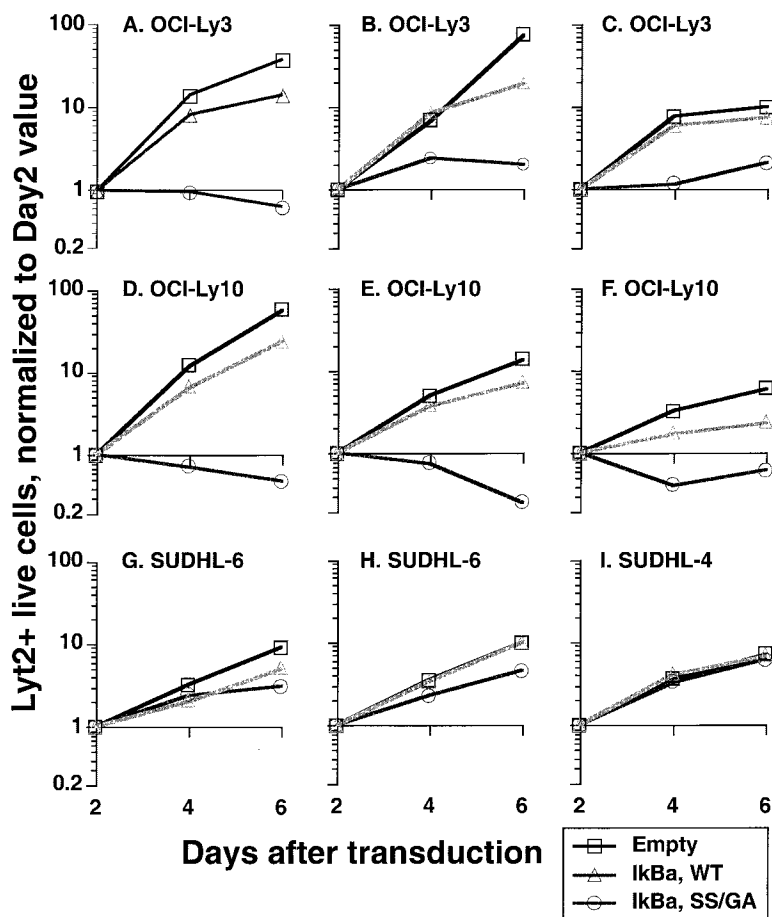 Lyt2+ live cells, normalized to Day2 value
A. OCI-Ly3
B. OCI-Ly3
C. OCI-Ly3
100
10
1
0.2
D. OCI-Ly10
E. OCI-Ly10
F. OCI-Ly10
100
10
1
0.2
G. SUDHL-6
H. SUDHL-6
I. SUDHL-4
100
10
1
0.2
2 4 6 2 4 6 2 4 6
Days after transduction
Empty
IkBa, WT
IkBa, SS/GA